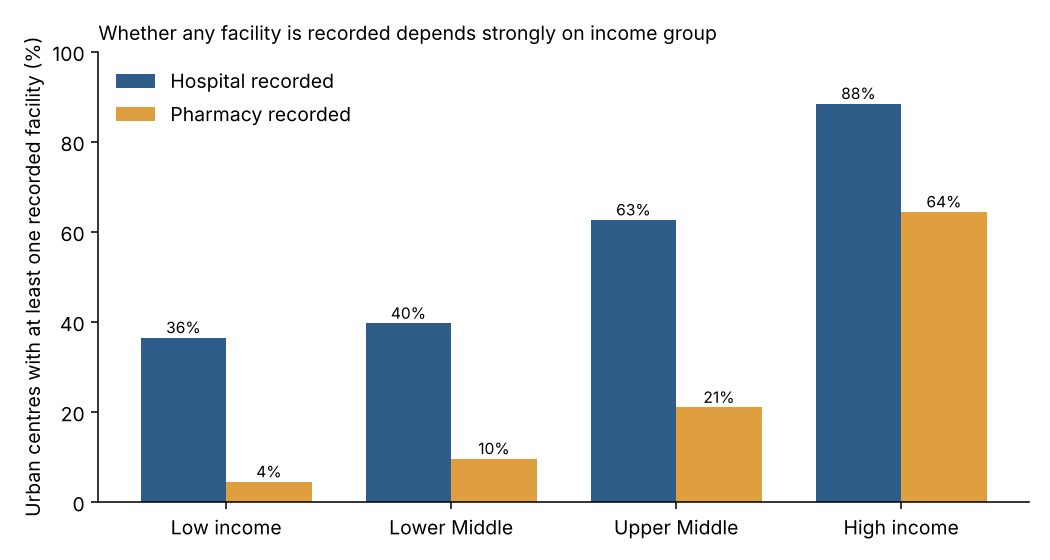 Whether any facility is recorded depends strongly on income group
Urban centres with at least one recorded facility (%)
100
80
60
40
20
0
Hospital recorded
Pharmacy recorded
36%
4%
40%
10%
63%
21%
88%
64%
Low income
Lower Middle
Upper Middle
High income